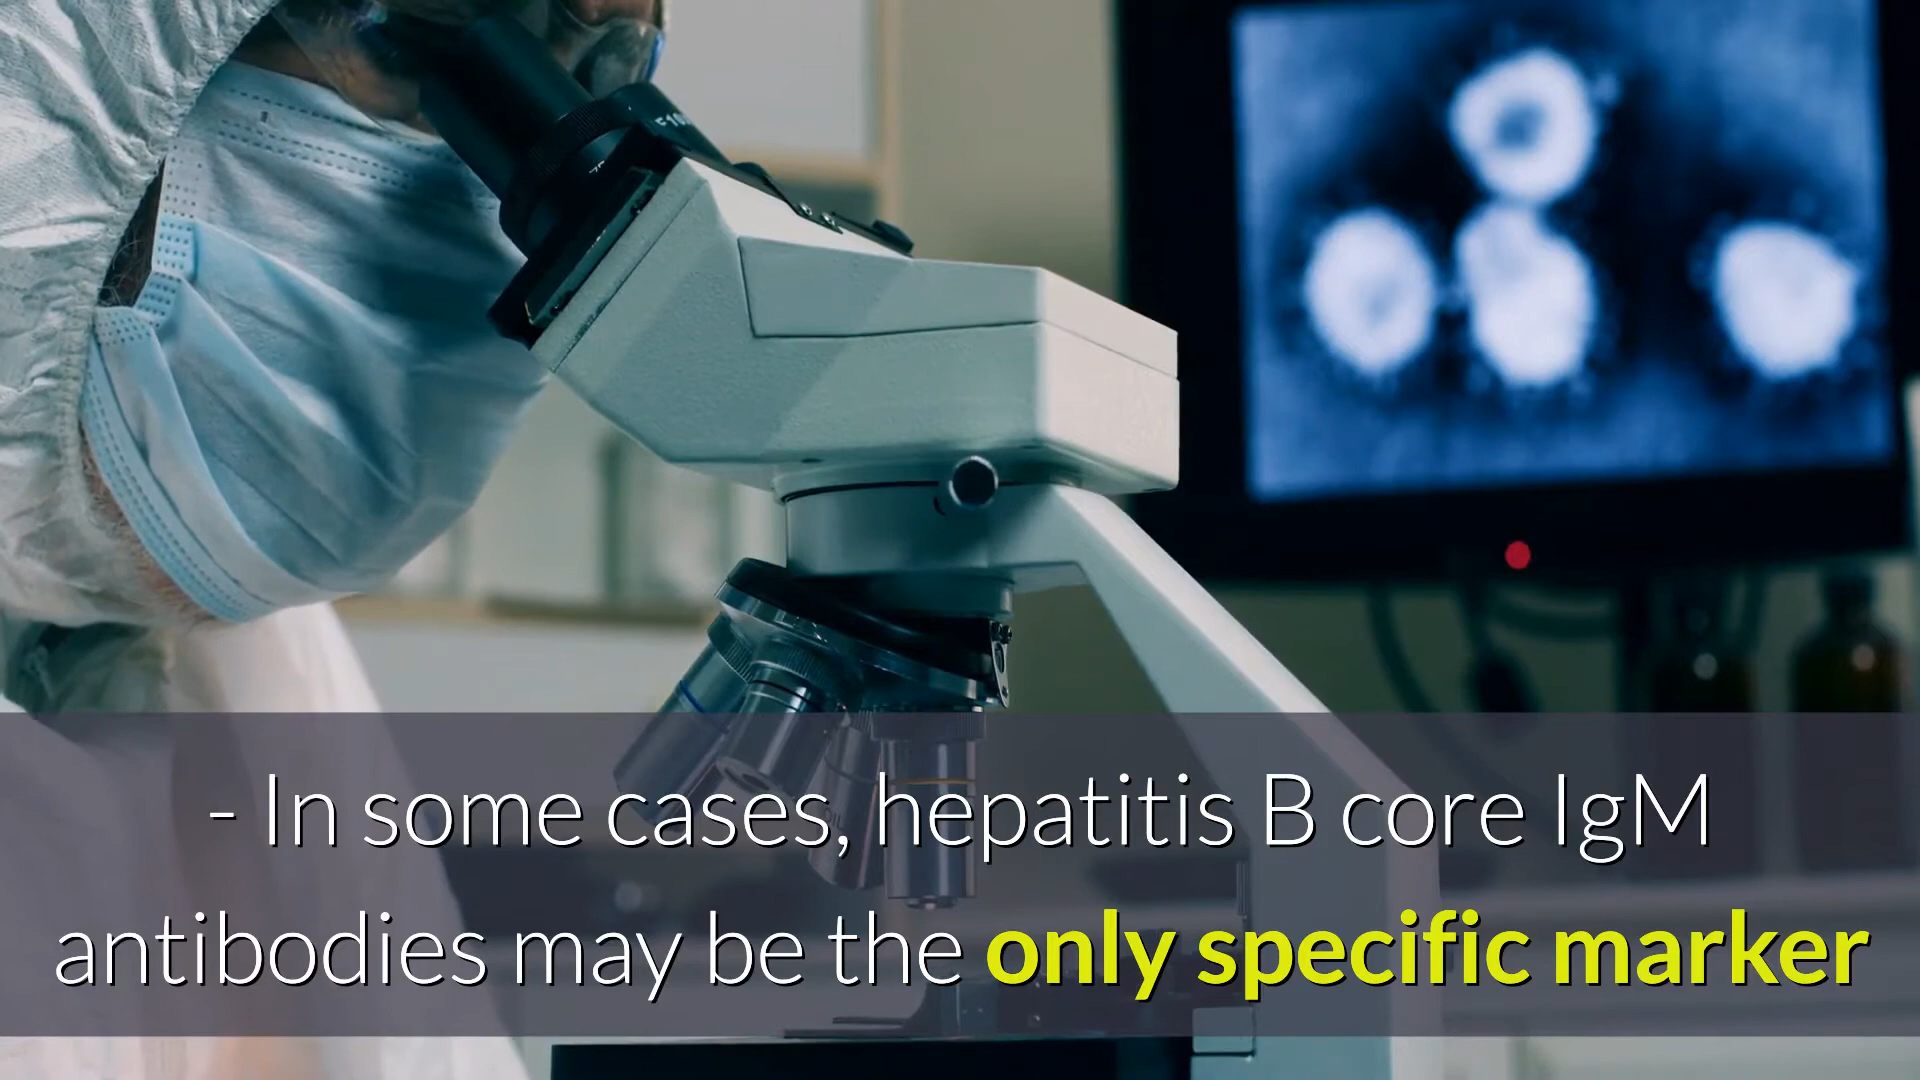 - In some cases, hepatitis B core IgM
antibodies may be the only specific marker